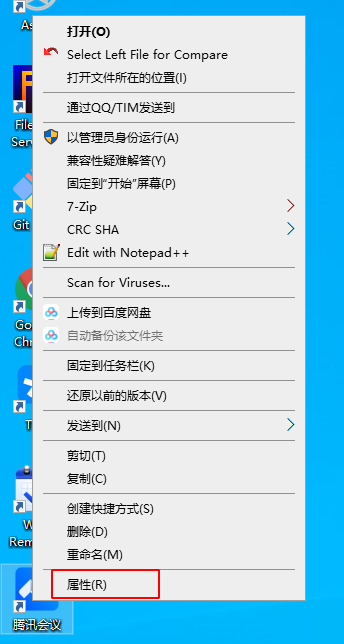 As
打开(O)
Select Left File for Compare
打开文件所在的位置(I)
通过QQ/TIM发送到
File
Serv
以管理员身份运行(A)
兼容性疑难解答(Y)
固定到"开始"屏幕(P)
7-Zip
Git
CRC SHA
Edit with Notepad++
Scan for Viruses...
上传到百度网盘
Go
自动备份该文件夹
Chr
固定到任务栏(K)
还原以前的版本(V)
T
发送到(N)
剪切(T)
复制(C)
创建快捷方式(S)
W
删除(D)
Rem
重命名(M)
属性(R)
腾讯会议